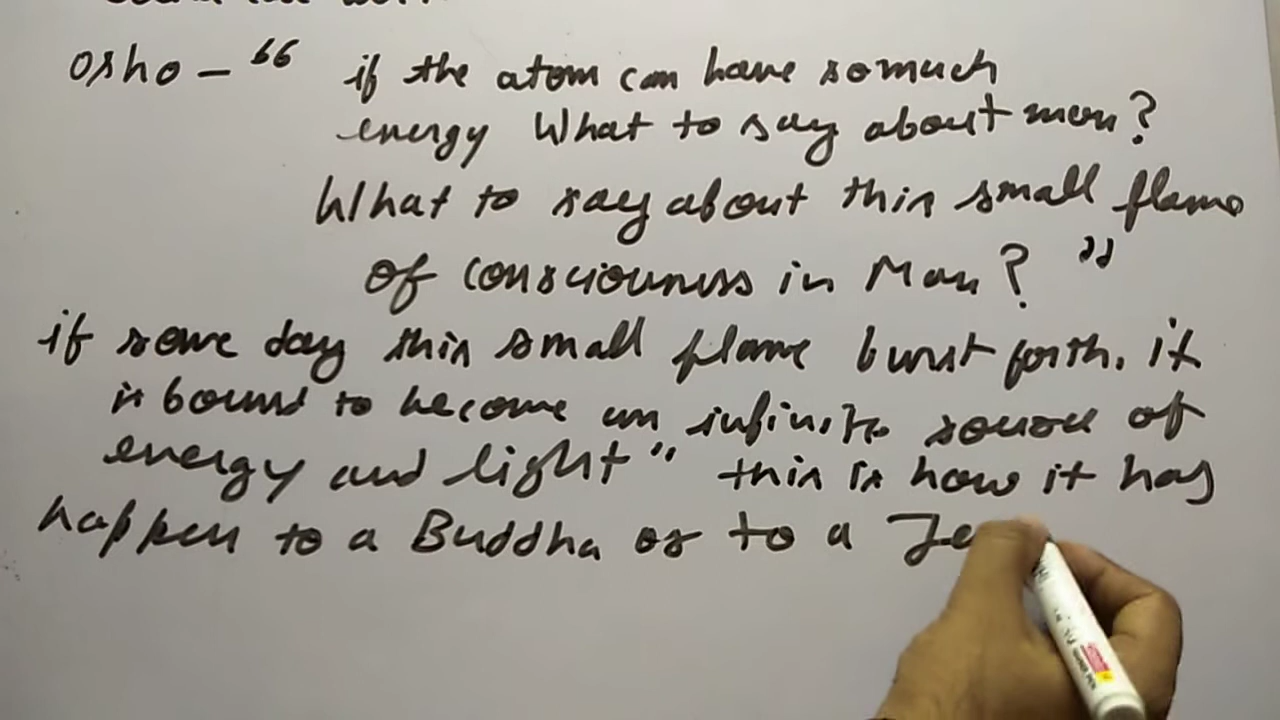 osho - "if the atom can have somuch
energy What to say about man?
What to say about this small flame
of consciouness in Man?"
if some day this small flame burst forth. it
is bound to become an infinite source of
energy and light" this is how it has
happen to a Buddha or to a Je